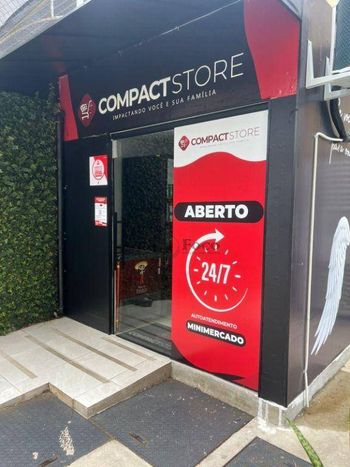 COMPACTSTORE
IMPACTANDO VOCÊ E SUA FAMÍLIA
COMPACTSTORE
ABERTO
24/7
AUTOATENDIMENTO
MINIMERCADO